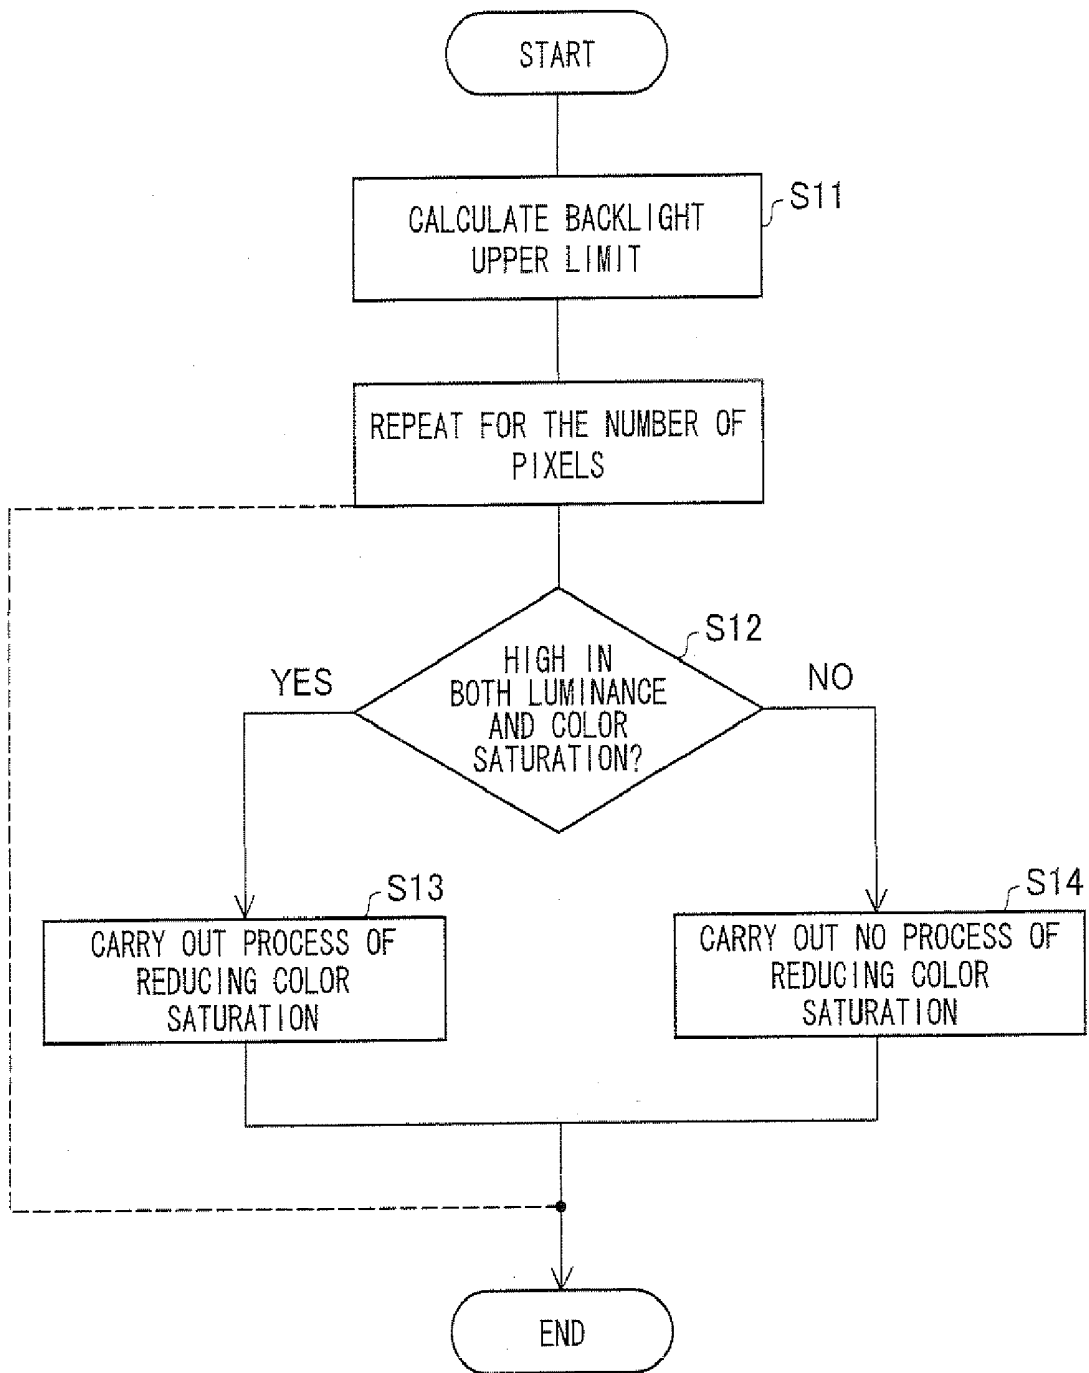 START
CALCULATE BACKLIGHT
UPPER LIMIT
S11
REPEAT FOR THE NUMBER OF
PIXELS
S12
HIGH IN
BOTH LUMINANCE
AND COLOR
SATURATION?
YES
NO
S13
CARRY OUT PROCESS OF
REDUCING COLOR
SATURATION
S14
CARRY OUT NO PROCESS OF
REDUCING COLOR
SATURATION
END